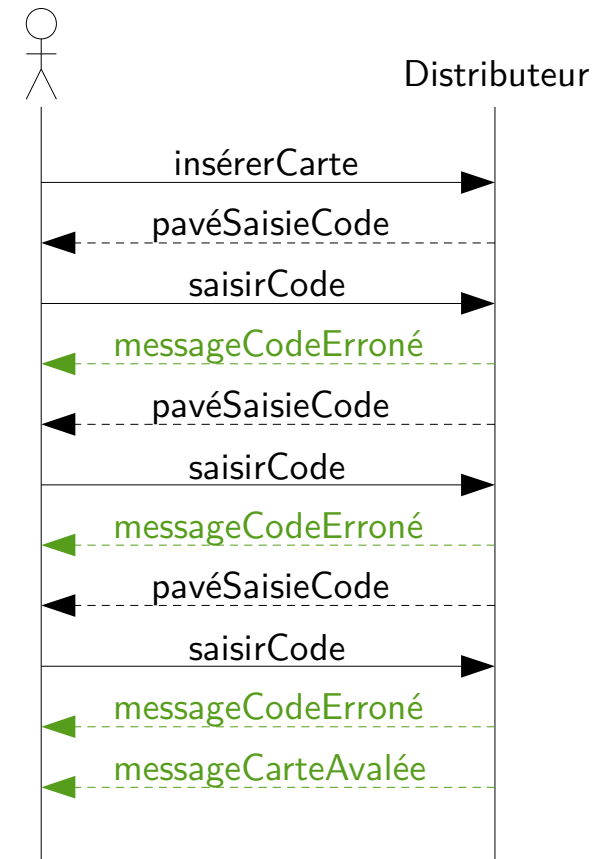 Distributeur
insérerCarte
pavéSaisieCode
saisirCode
messageCodeErroné
pavéSaisieCode
saisirCode
messageCodeErroné
pavéSaisieCode
saisirCode
messageCodeErroné
messageCarteAvalée